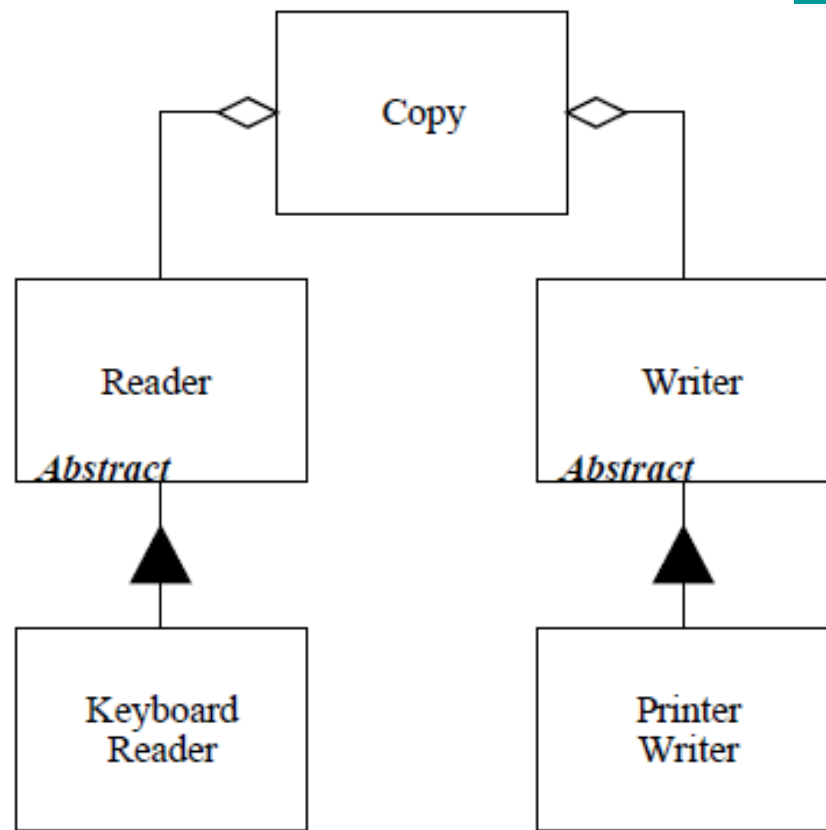 Copy
Reader
Abstract
Writer
Abstract
Keyboard
Reader
Printer
Writer